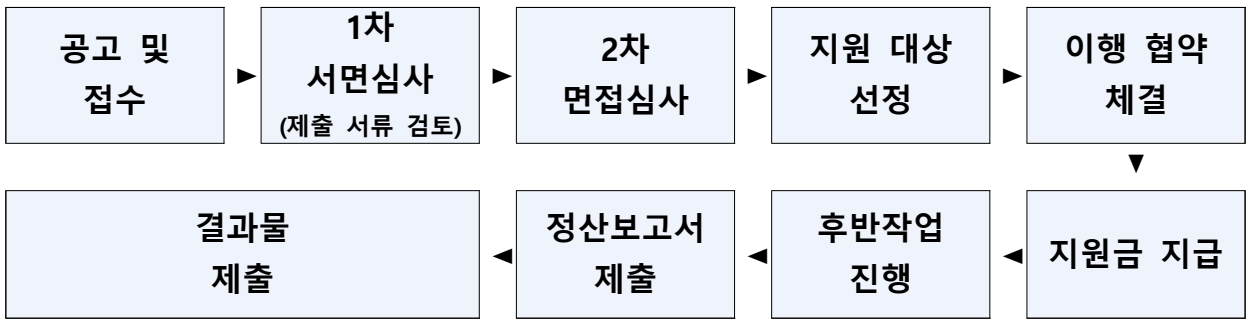 공고 및
접수
1차
서면심사
(제출 서류 검토)
2차
면접심사
지원 대상
선정
이행 협약
체결
지원금 지급
후반작업
진행
정산보고서
제출
결과물
제출